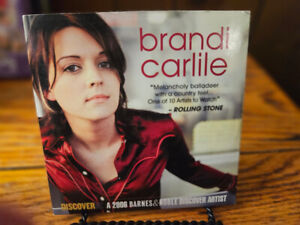 brandi
carlile
"Melancholy balladeer
with a country feel...
One of 10 Artists to Watch"
– ROLLING STONE
DISCOVER A 2006 BARNES & NOBLE DISCOVER ARTIST